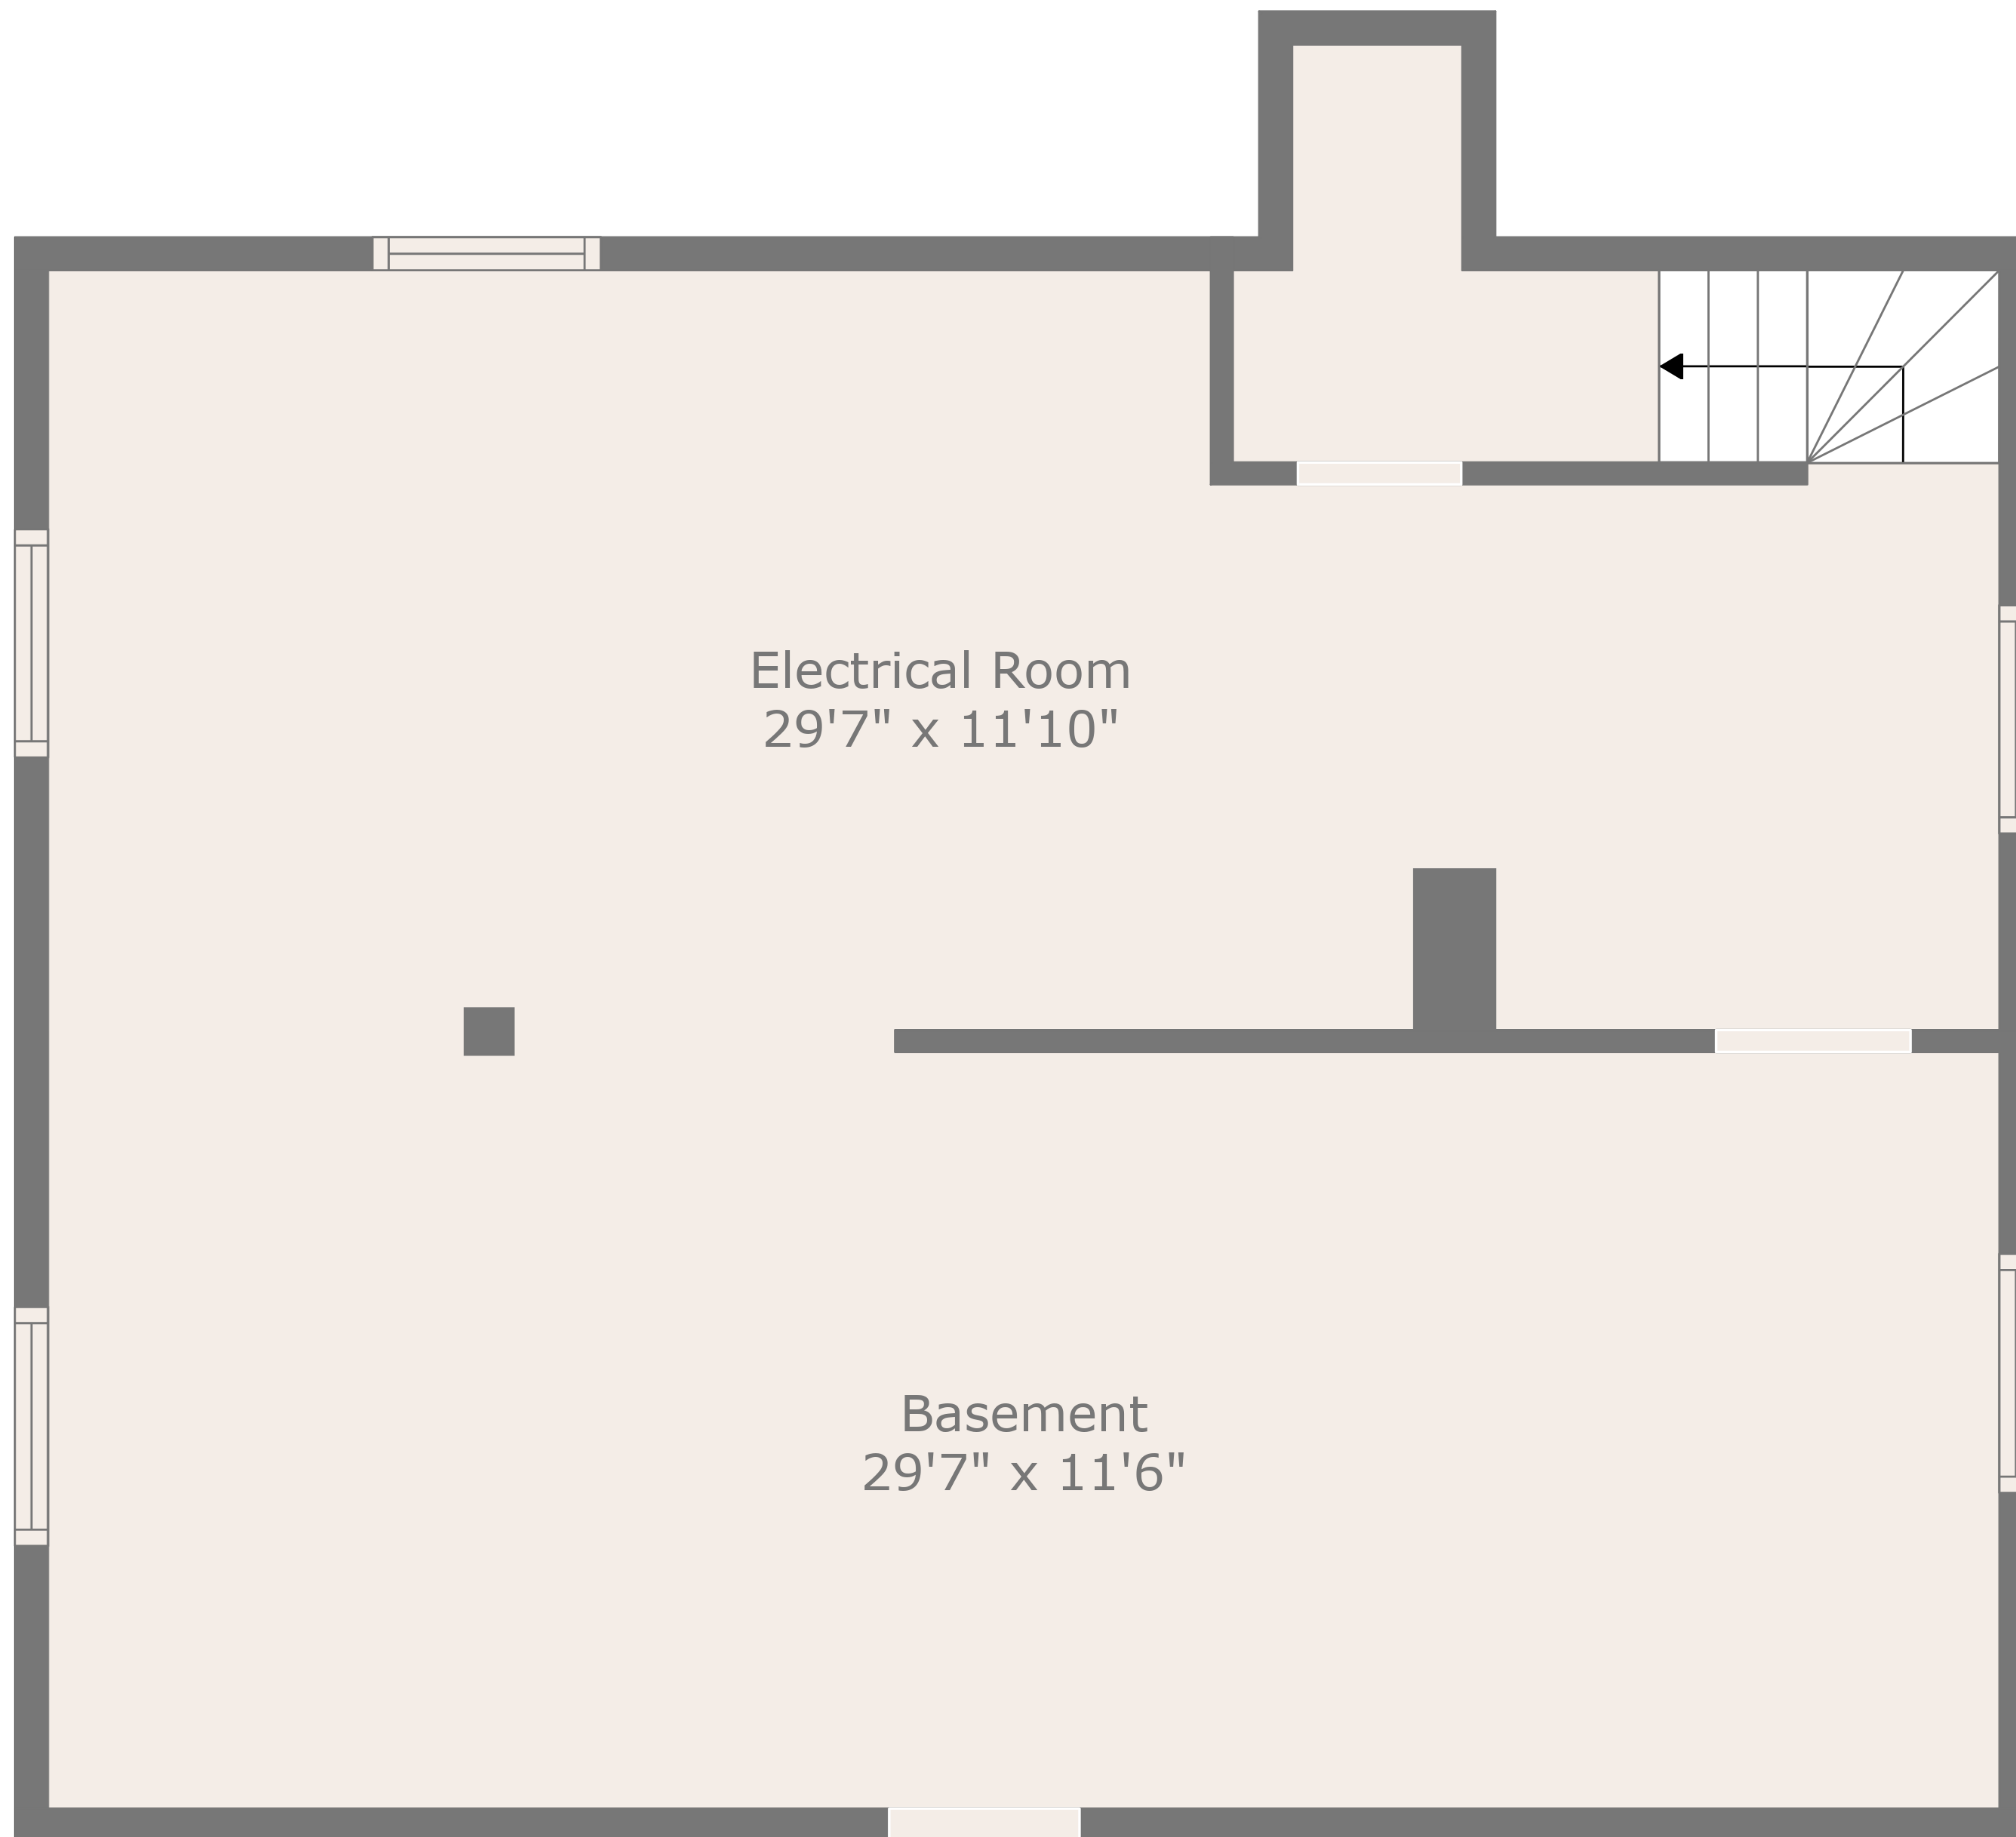 Electrical Room
29'7" x 11'10"
Basement
29'7" x 11'6"